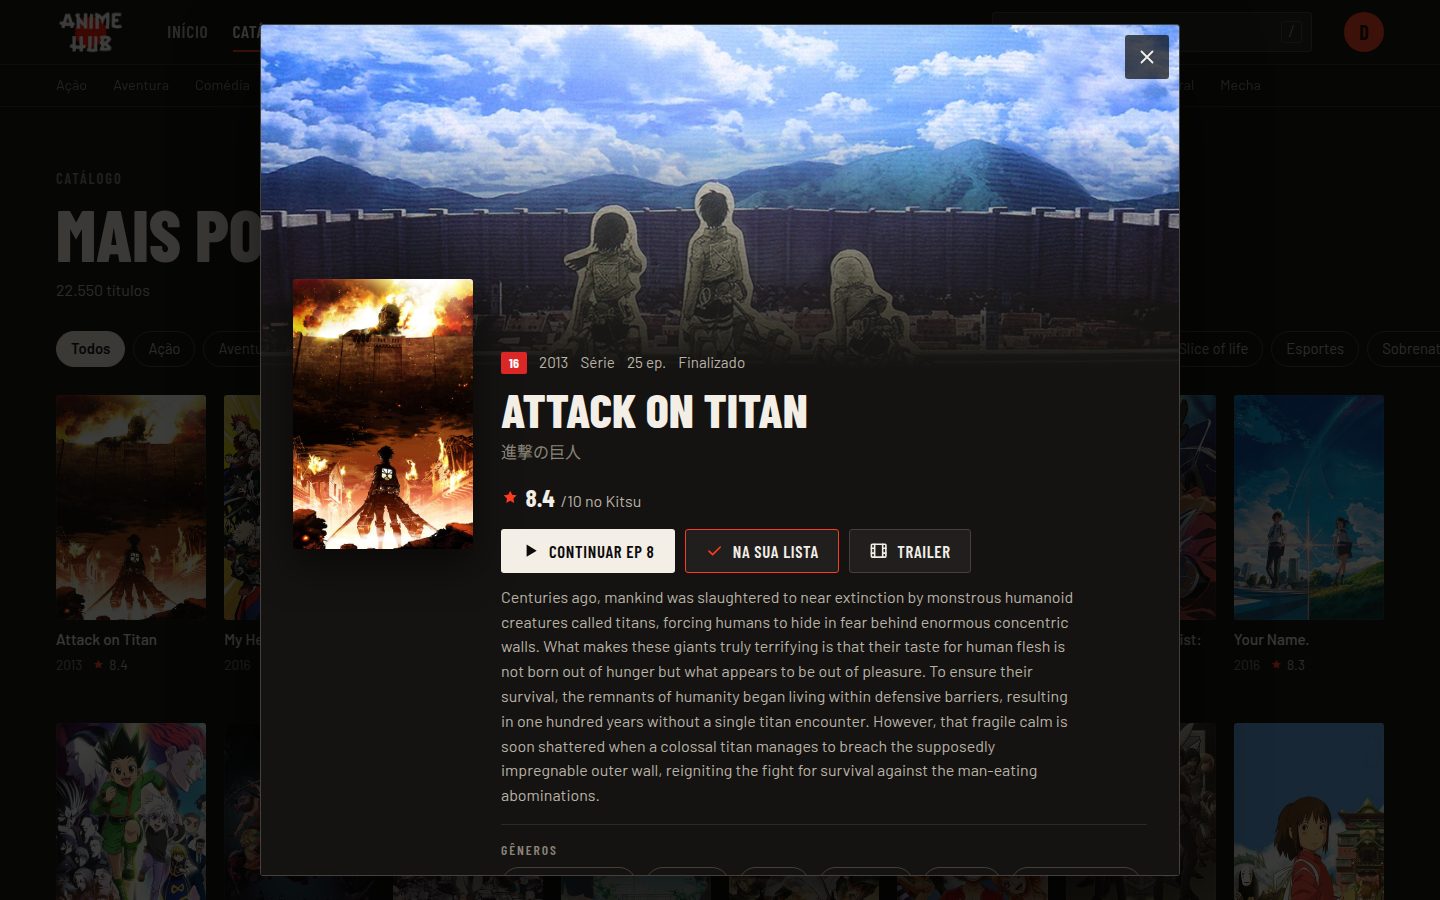 ANIME
HUB
INÍCIO
/
D
Ação
Aventura
Comédia
Mecha
CATÁLOGO
MAIS PO
22.550 títulos
Todos
Ação
Slice of life
Esportes
16
2013 Série 25 ep. Finalizado
ATTACK ON TITAN
進撃の巨人
8.4 /10 no Kitsu
CONTINUAR EP 8
NA SUA LISTA
TRAILER
Centuries ago, mankind was slaughtered to near extinction by monstrous humanoid
creatures called titans, forcing humans to hide in fear behind enormous concentric
walls. What makes these giants truly terrifying is that their taste for human flesh is
not born out of hunger but what appears to be out of pleasure. To ensure their
survival, the remnants of humanity began living within defensive barriers, resulting
in one hundred years without a single titan encounter. However, that fragile calm is
soon shattered when a colossal titan manages to breach the supposedly
impregnable outer wall, reigniting the fight for survival against the man-eating
abominations.
GÊNEROS
Attack on Titan
2013 8.4
My He
2016
ist:
Your Name.
2016 8.3